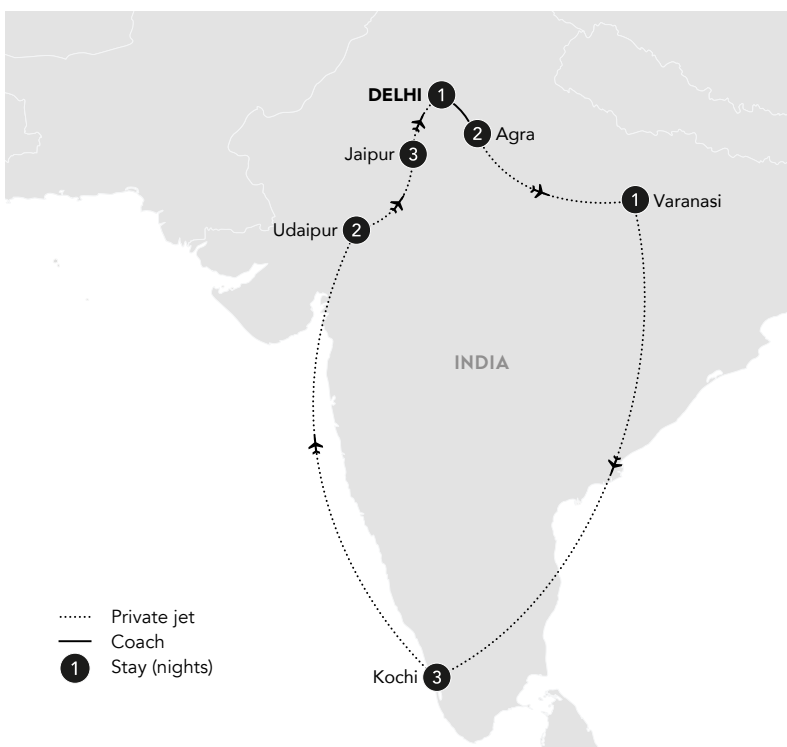 DELHI 1
2 Agra
Jaipur 3
1 Varanasi
Udaipur 2
INDIA
Private jet
Coach
1 Stay (nights)
Kochi 3